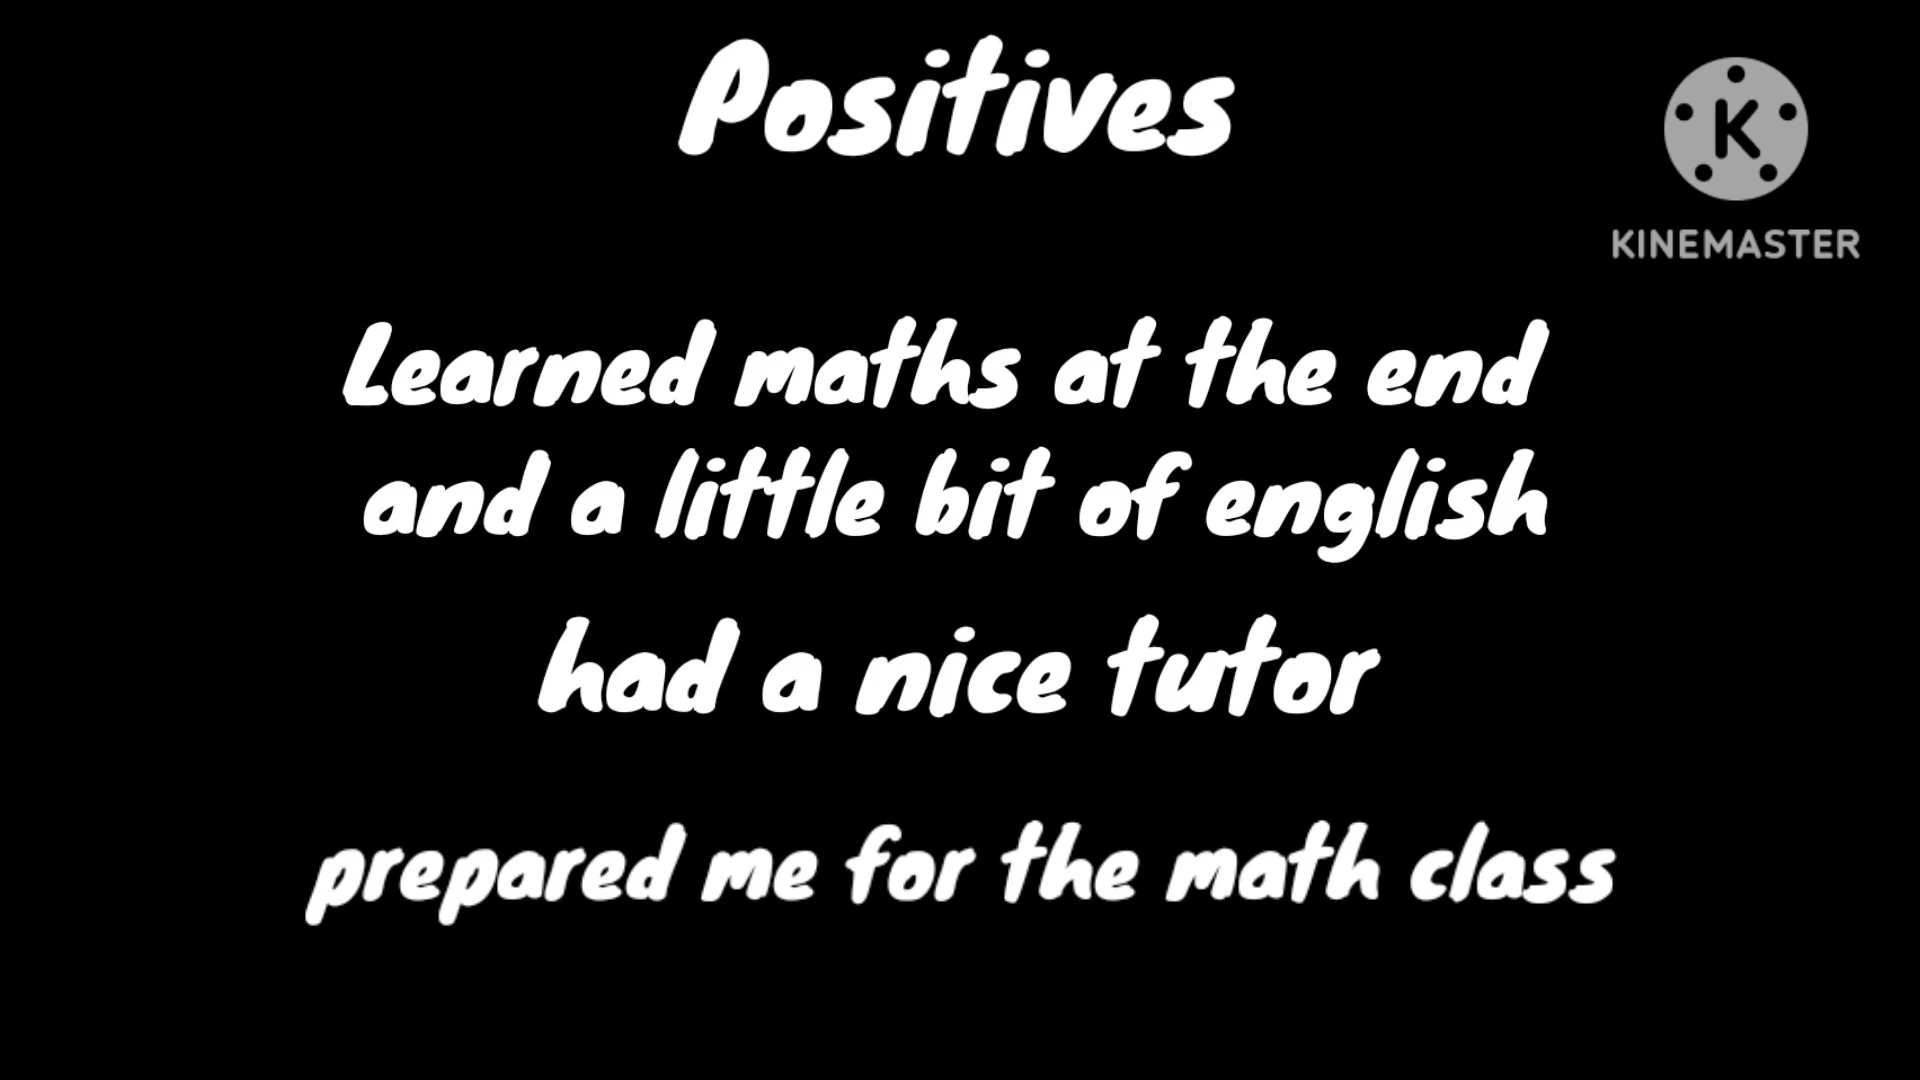 Positives
K
KINEMASTER
Learned maths at the end
and a little bit of english
had a nice tutor
prepared me for the math class